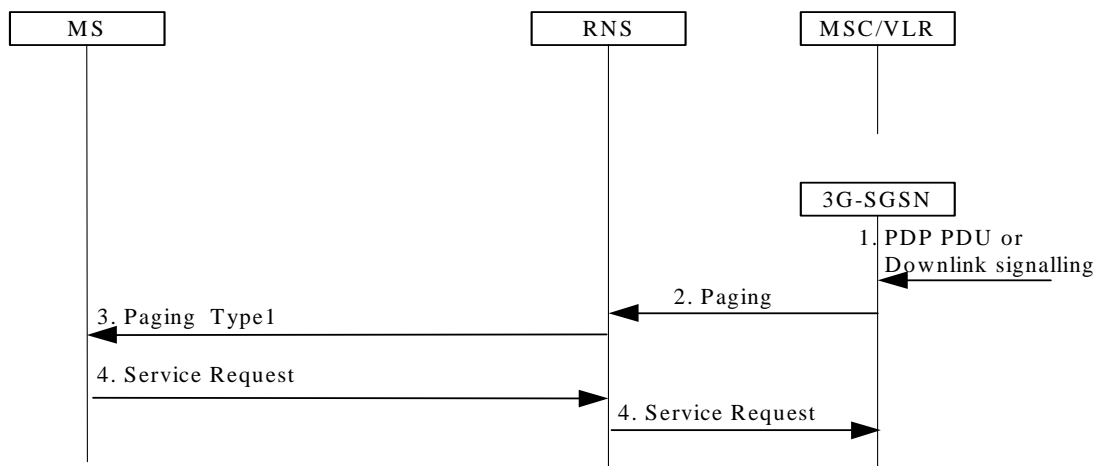 MS
RNS
MSC/VLR
3G-SGSN
1. PDP PDU or
Downlink signalling
2. Paging
3. Paging Type1
4. Service Request
4. Service Request